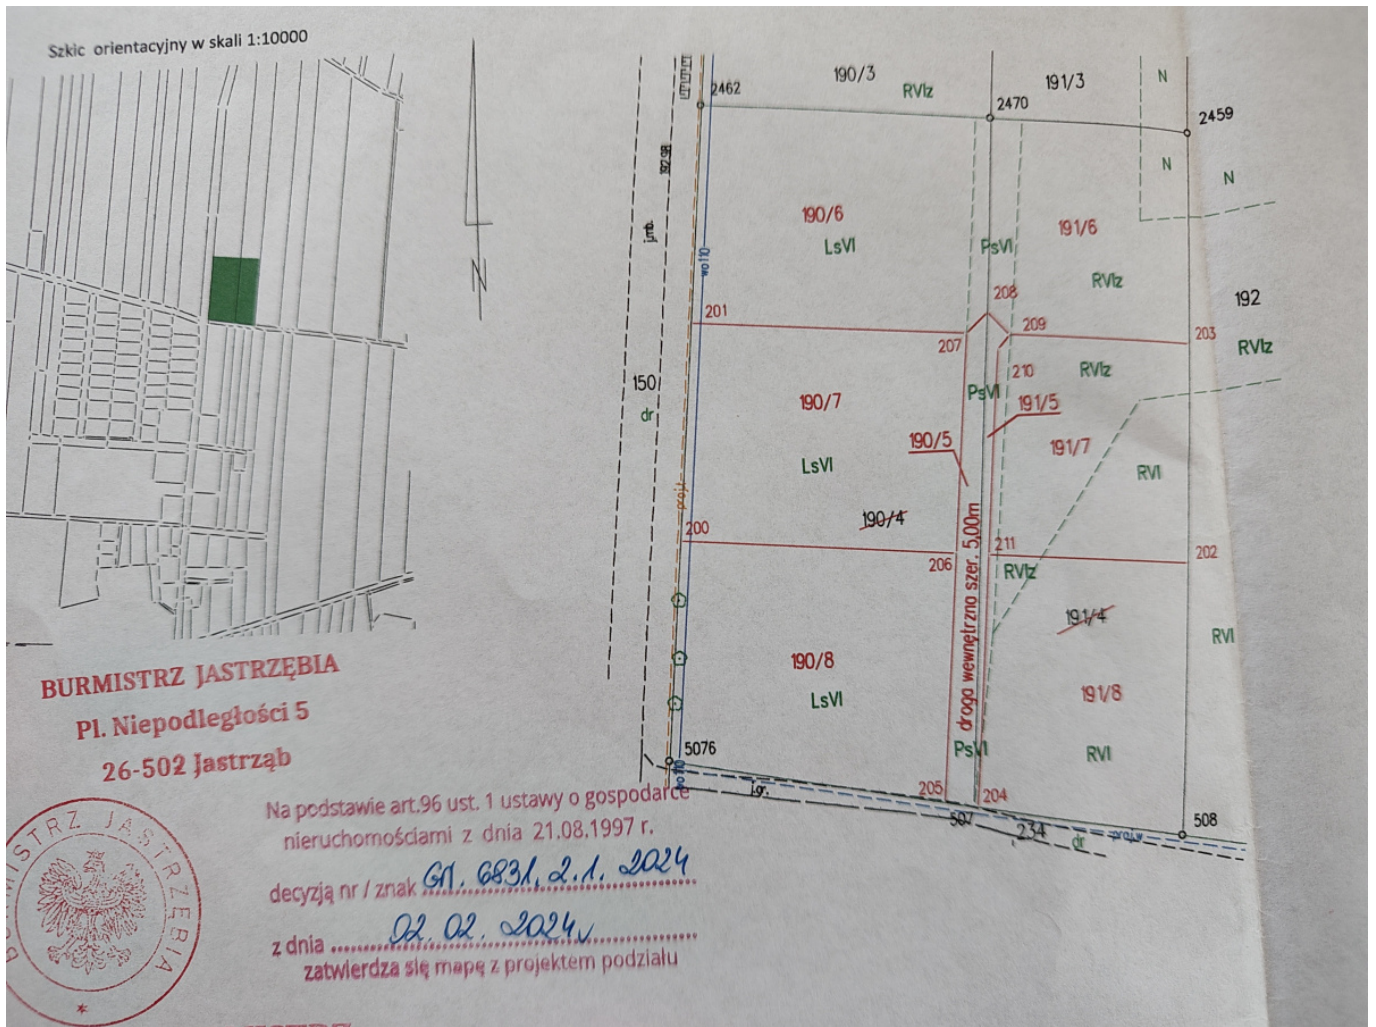 Szkic orientacyjny w skali 1:10000
N
190/3
RVIz
191/3
N
2462
2470
2459
N
N
190/6
LsVI
PsVI
191/6
RVIz
192
RVIz
wo110
201
208
209
203
207
210
RVIz
150
dr
190/7
PsVI
191/5
190/5
191/7
LsVI
RVI
190/4
200
206
211
202
RVIz
droga wewnętrzna szer. 5,00m
191/4
RVI
190/8
LsVI
191/8
PsVI
RVI
5076
wo110
205
204
507
234
dr
508
BURMISTRZ JASTRZĘBIA
Pl. Niepodległości 5
26-502 Jastrząb
BURMISTRZ JASTRZĘBIA
Na podstawie art.96 ust. 1 ustawy o gospodarce
nieruchomościami z dnia 21.08.1997 r.
decyzją nr / znak GN. 6831.2.1.2024
z dnia 02.02.2024r
zatwierdza się mapę z projektem podziału